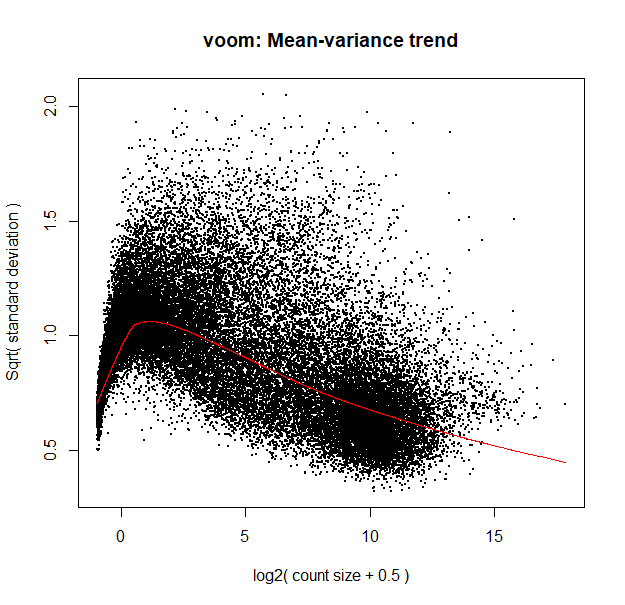 voom: Mean-variance trend
Sqrt( standard deviation )
2.0
1.5
1.0
0.5
0 5 10 15
log2( count size + 0.5 )